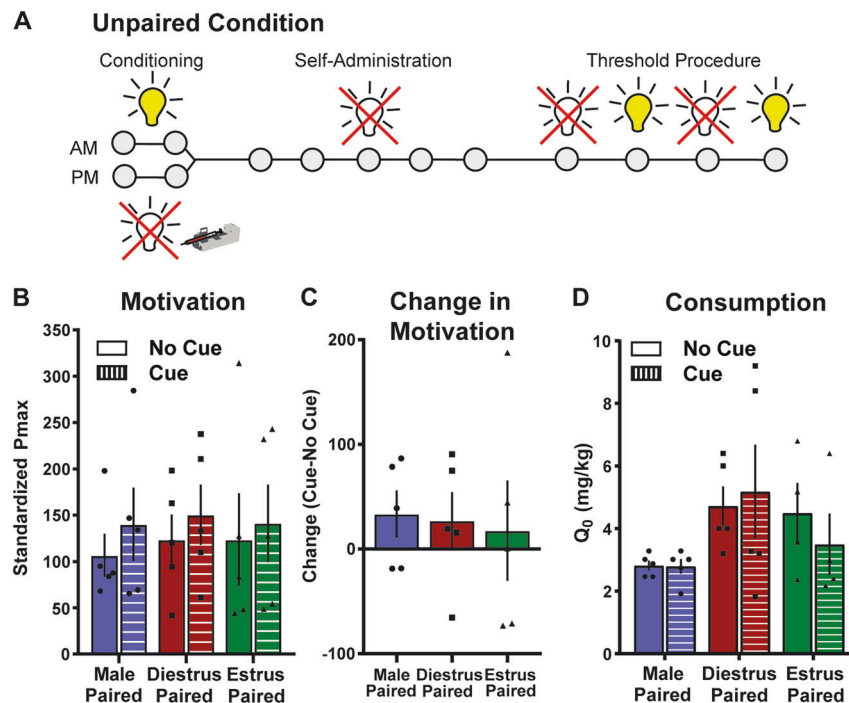 A Unpaired Condition
Conditioning Self-Administration Threshold Procedure
AM
PM
B Motivation
Standardized Pmax
350
300
250
200
150
100
50
0
No Cue
Cue
Male Paired
Diestrus Paired
Estrus Paired
C Change in
Motivation
Change (Cue-No Cue)
200
100
0
-100
Male Paired
Diestrus Paired
Estrus Paired
D Consumption
Q0 (mg/kg)
10
8
6
4
2
0
No Cue
Cue
Male Paired
Diestrus Paired
Estrus Paired